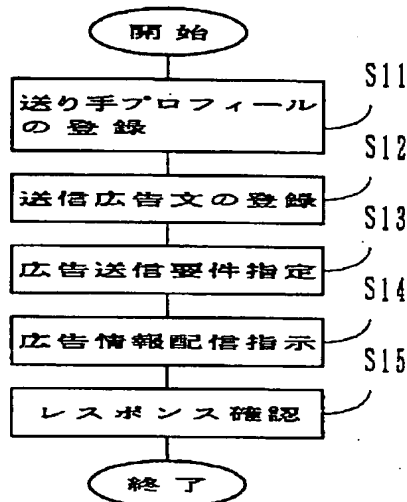 開始
S11
送り手プロフィール
の登録
S12
送信広告文の登録
S13
広告送信要件指定
S14
広告情報配信指示
S15
レスポンス確認
終了